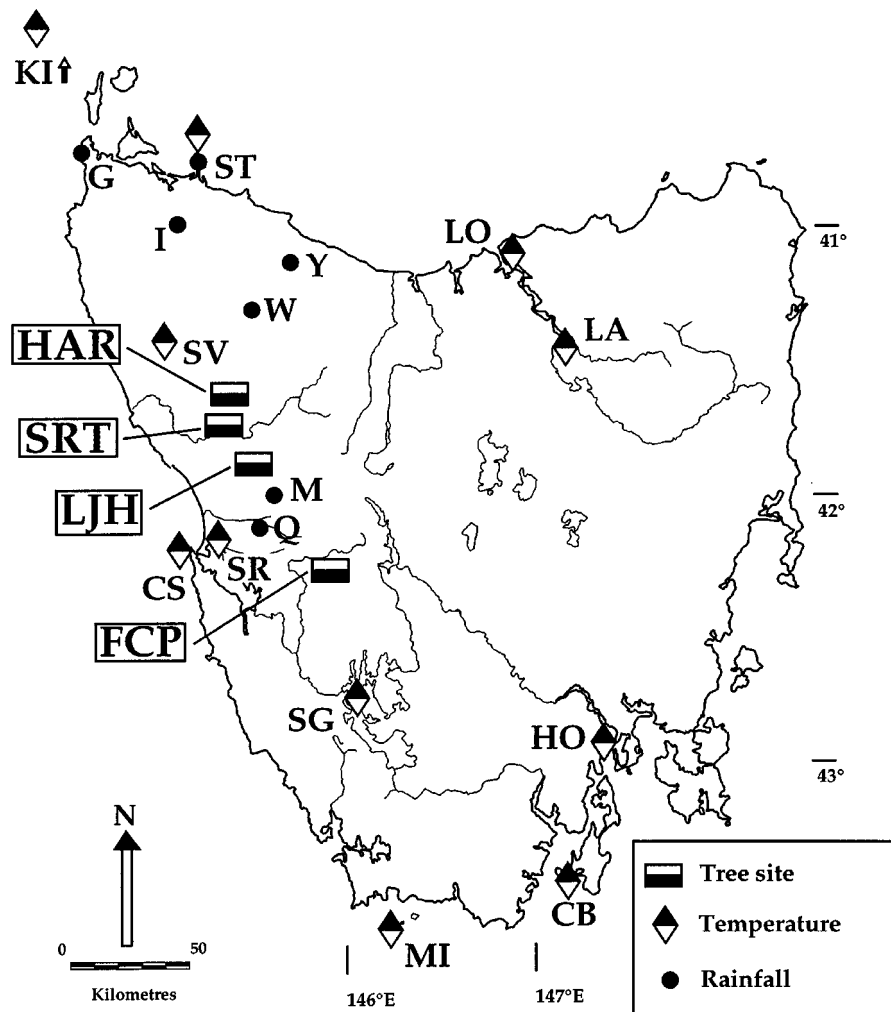 KI
G
ST
I
Y
LO
41°
W
LA
HAR
SV
SRT
LJH
M
42°
Q
SR
CS
FCP
SG
HO
43°
N
Tree site
CB
Temperature
0 50
MI
Rainfall
Kilometres
146°E
147°E